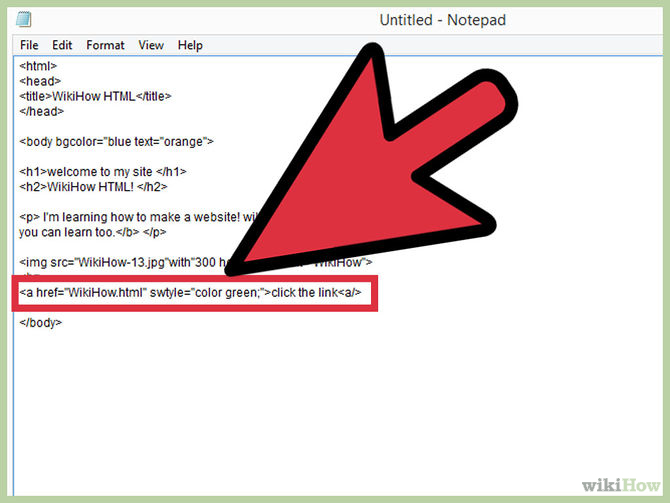 Untitled - Notepad
File Edit Format View Help
<html>
<head>
<title>WikiHow HTML</title>
</head>
<body bgcolor="blue text="orange">
<h1>welcome to my site </h1>
<h2>WikiHow HTML! </h2>
<p> I'm learning how to make a website!
you can learn too.</b> </p>
<img src="WikiHow-13.jpg"with"300 WikiHow">
<a href="WikiHow.html" swtyle="color green;">click the link<a/>
</body>
wikiHow